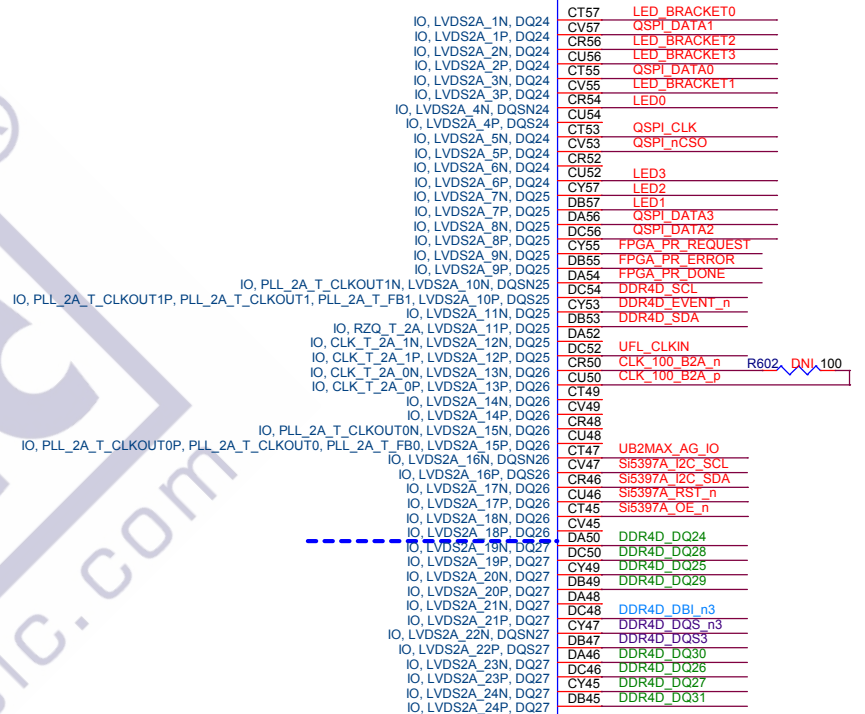 IO, LVDS2A_1N, DQ24 CT57 LED_BRACKET0
IO, LVDS2A_1P, DQ24 CV57 QSPI_DATA1
IO, LVDS2A_2N, DQ24 CR56 LED_BRACKET2
IO, LVDS2A_2P, DQ24 CU56 LED_BRACKET3
IO, LVDS2A_3N, DQ24 CT55 QSPI_DATA0
IO, LVDS2A_3P, DQ24 CV55 LED_BRACKET1
IO, LVDS2A_4N, DQSN24 CR54 LED0
IO, LVDS2A_4P, DQS24 CU54
IO, LVDS2A_5N, DQ24 CT53 QSPI_CLK
IO, LVDS2A_5P, DQ24 CV53 QSPI_nCSO
IO, LVDS2A_6N, DQ24 CR52
IO, LVDS2A_6P, DQ24 CU52 LED3
IO, LVDS2A_7N, DQ25 CY57 LED2
IO, LVDS2A_7P, DQ25 DB57 LED1
IO, LVDS2A_8N, DQ25 DA56 QSPI_DATA3
IO, LVDS2A_8P, DQ25 DC56 QSPI_DATA2
IO, LVDS2A_9N, DQ25 CY55 FPGA_PR_REQUEST
IO, LVDS2A_9P, DQ25 DB55 FPGA_PR_ERROR
IO, PLL_2A_T_CLKOUT1N, LVDS2A_10N, DQSN25 DA54 FPGA_PR_DONE
IO, PLL_2A_T_CLKOUT1P, PLL_2A_T_CLKOUT1, PLL_2A_T_FB1, LVDS2A_10P, DQS25 DC54 DDR4D_SCL
IO, LVDS2A_11N, DQ25 CY53 DDR4D_EVENT_n
IO, RZQ_T_2A, LVDS2A_11P, DQ25 DB53 DDR4D_SDA
IO, CLK_T_2A_1N, LVDS2A_12N, DQ25 DA52
IO, CLK_T_2A_1P, LVDS2A_12P, DQ25 DC52 UFL_CLKIN
IO, CLK_T_2A_0N, LVDS2A_13N, DQ26 CR50 CLK_100_B2A_n R602 DNI 100
IO, CLK_T_2A_0P, LVDS2A_13P, DQ26 CU50 CLK_100_B2A_p
IO, LVDS2A_14N, DQ26 CT49
IO, LVDS2A_14P, DQ26 CV49
IO, PLL_2A_T_CLKOUT0N, LVDS2A_15N, DQ26 CR48
IO, PLL_2A_T_CLKOUT0P, PLL_2A_T_CLKOUT0, PLL_2A_T_FB0, LVDS2A_15P, DQ26 CU48
IO, LVDS2A_16N, DQSN26 CT47 UB2MAX_AG_IO
IO, LVDS2A_16P, DQS26 CV47 Si5397A_I2C_SCL
IO, LVDS2A_17N, DQ26 CR46 Si5397A_I2C_SDA
IO, LVDS2A_17P, DQ26 CU46 Si5397A_RST_n
IO, LVDS2A_18N, DQ26 CT45 Si5397A_OE_n
IO, LVDS2A_18P, DQ26 CV45
IO, LVDS2A_19N, DQ27 DA50 DDR4D_DQ24
IO, LVDS2A_19P, DQ27 DC50 DDR4D_DQ28
IO, LVDS2A_20N, DQ27 CY49 DDR4D_DQ25
IO, LVDS2A_20P, DQ27 DB49 DDR4D_DQ29
IO, LVDS2A_21N, DQ27 DA48
IO, LVDS2A_21P, DQ27 DC48 DDR4D_DBI_n3
IO, LVDS2A_22N, DQSN27 CY47 DDR4D_DQS_n3
IO, LVDS2A_22P, DQS27 DB47 DDR4D_DQS3
IO, LVDS2A_23N, DQ27 DA46 DDR4D_DQ30
IO, LVDS2A_23P, DQ27 DC46 DDR4D_DQ26
IO, LVDS2A_24N, DQ27 CY45 DDR4D_DQ27
IO, LVDS2A_24P, DQ27 DB45 DDR4D_DQ31
®
ic.com